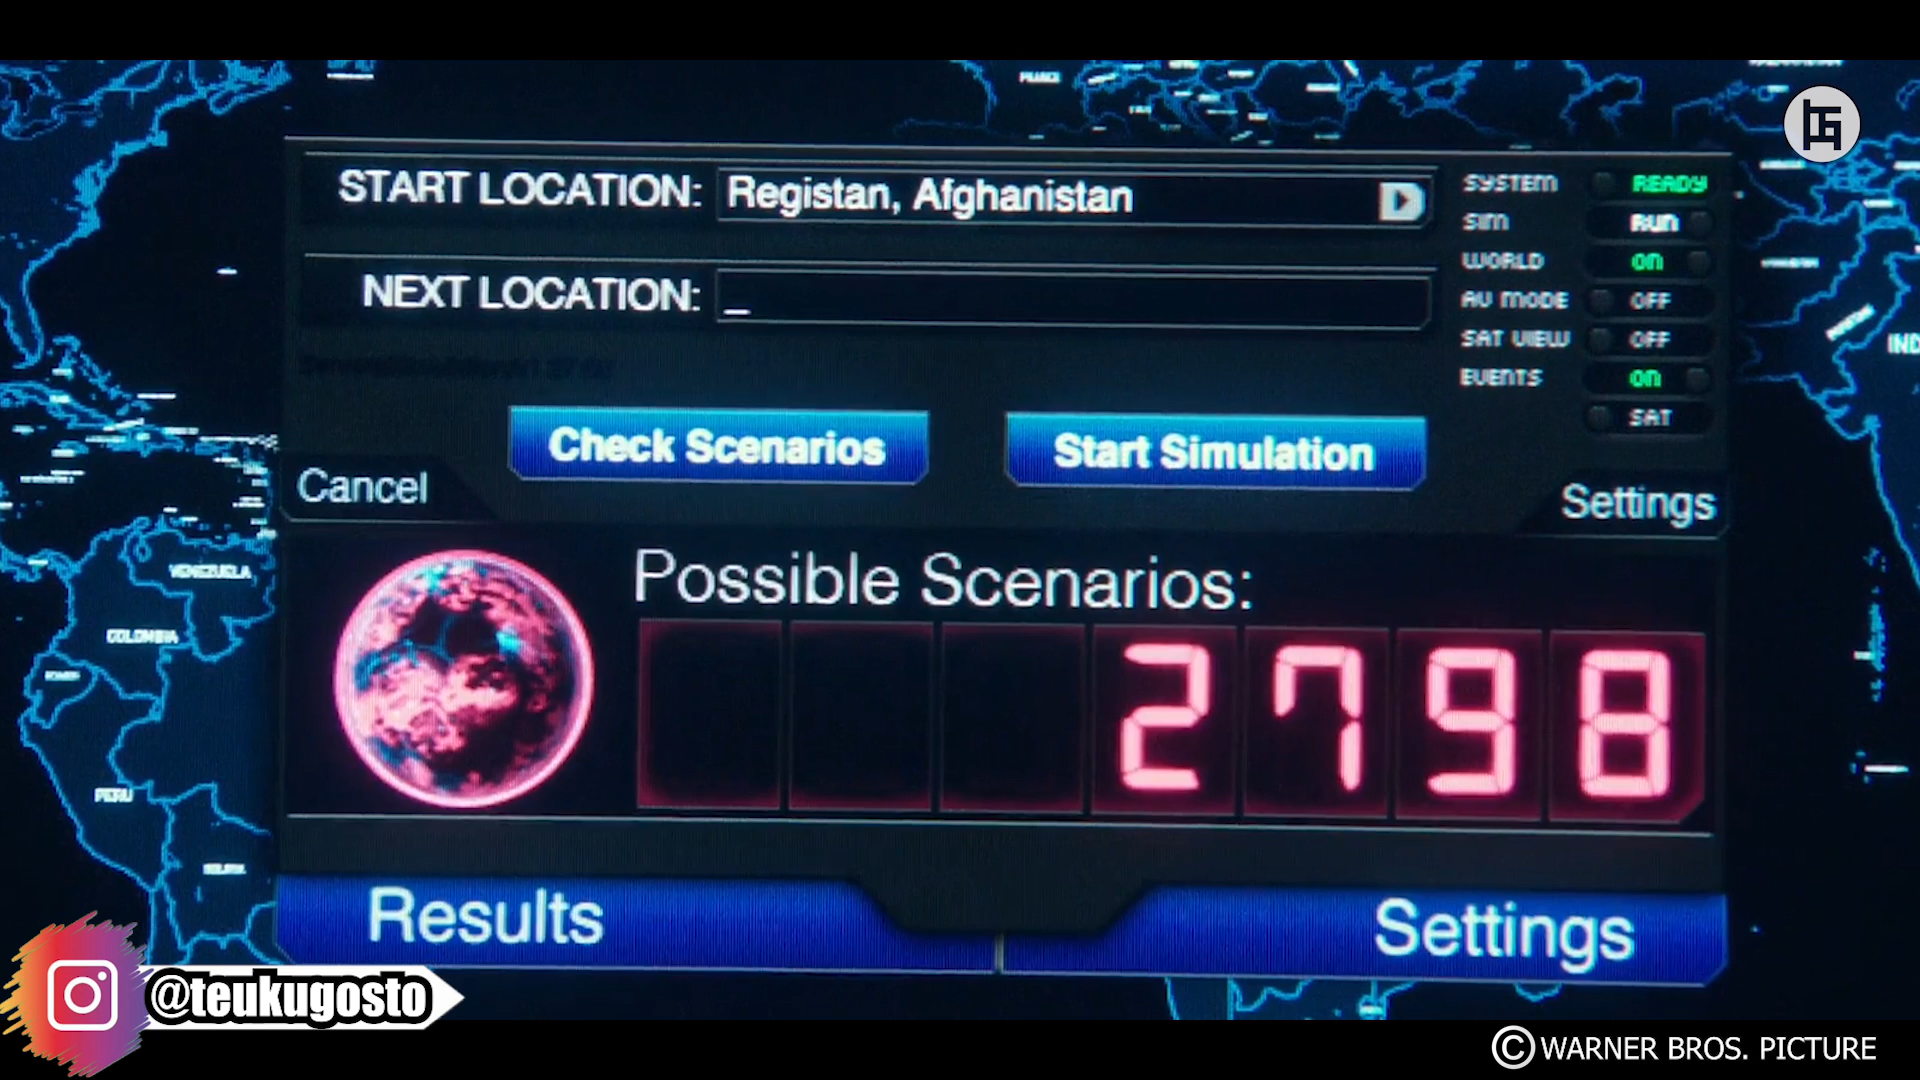 FRANCE
START LOCATION: Registan, Afghanistan
NEXT LOCATION: _
SYSTEM READY
SIM RUN
WORLD ON
AV MODE OFF
SAT VIEW OFF
EVENTS ON
SAT
IND
Check Scenarios
Start Simulation
Cancel
Settings
VENEZUELA
COLOMBIA
PERU
Possible Scenarios:
2798
Results
Settings
@teukugosto
© WARNER BROS. PICTURE